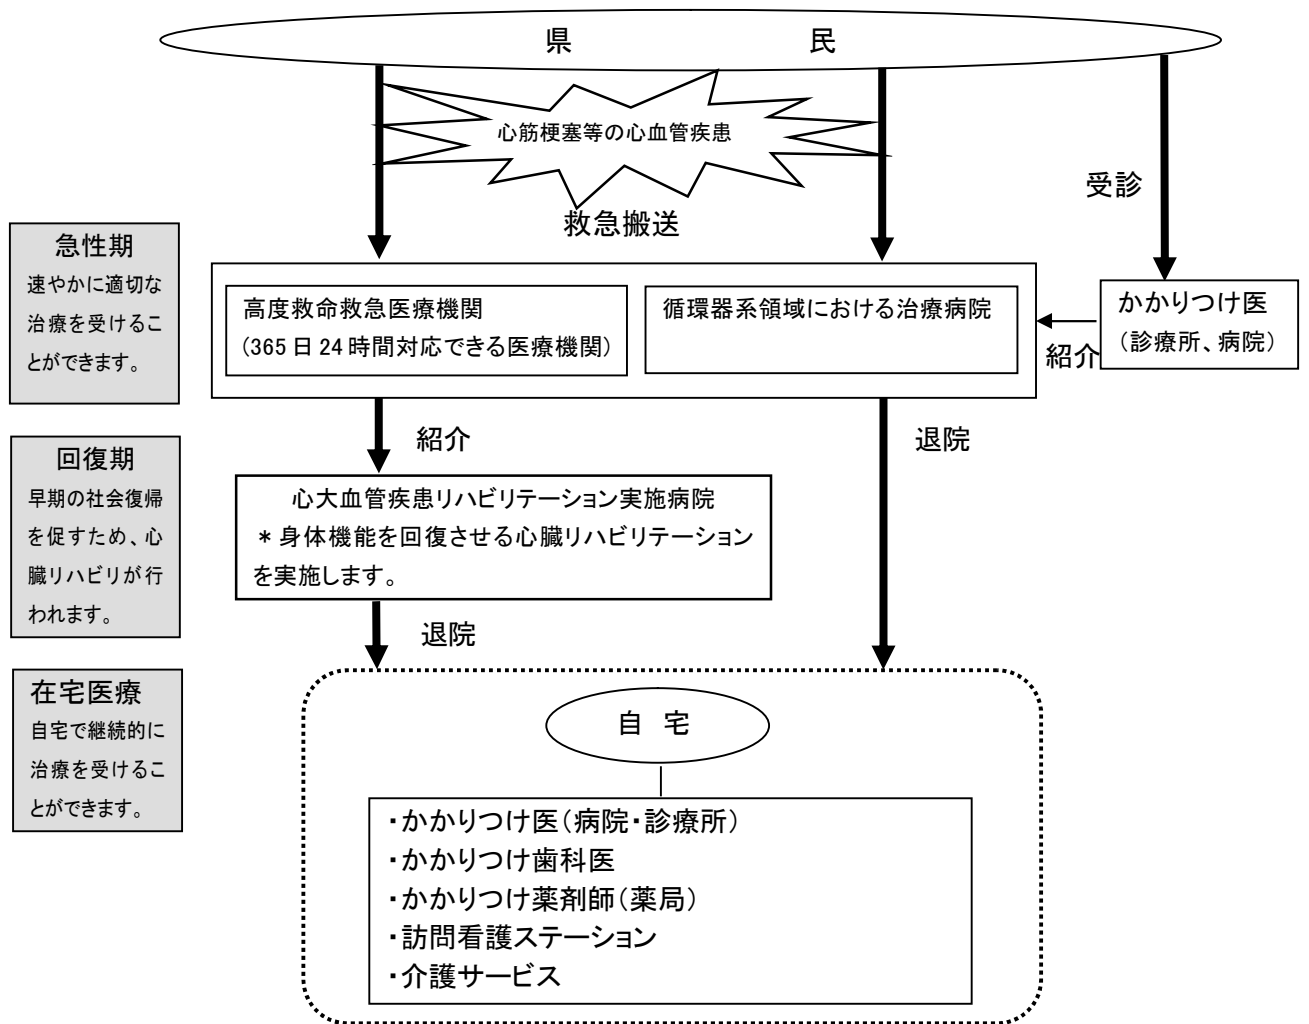 県 民
心筋梗塞等の心血管疾患
受診
救急搬送
急性期
速やかに適切な
治療を受けるこ
とができます。
高度救命救急医療機関
(365日24時間対応できる医療機関)
循環器系領域における治療病院
かかりつけ医
(診療所、病院)
紹介
紹介
退院
回復期
早期の社会復帰
を促すため、心
臓リハビリが行
われます。
心大血管疾患リハビリテーション実施病院
*身体機能を回復させる心臓リハビリテーション
を実施します。
退院
在宅医療
自宅で継続的に
治療を受けるこ
とができます。
自 宅
・かかりつけ医(病院・診療所)
・かかりつけ歯科医
・かかりつけ薬剤師(薬局)
・訪問看護ステーション
・介護サービス